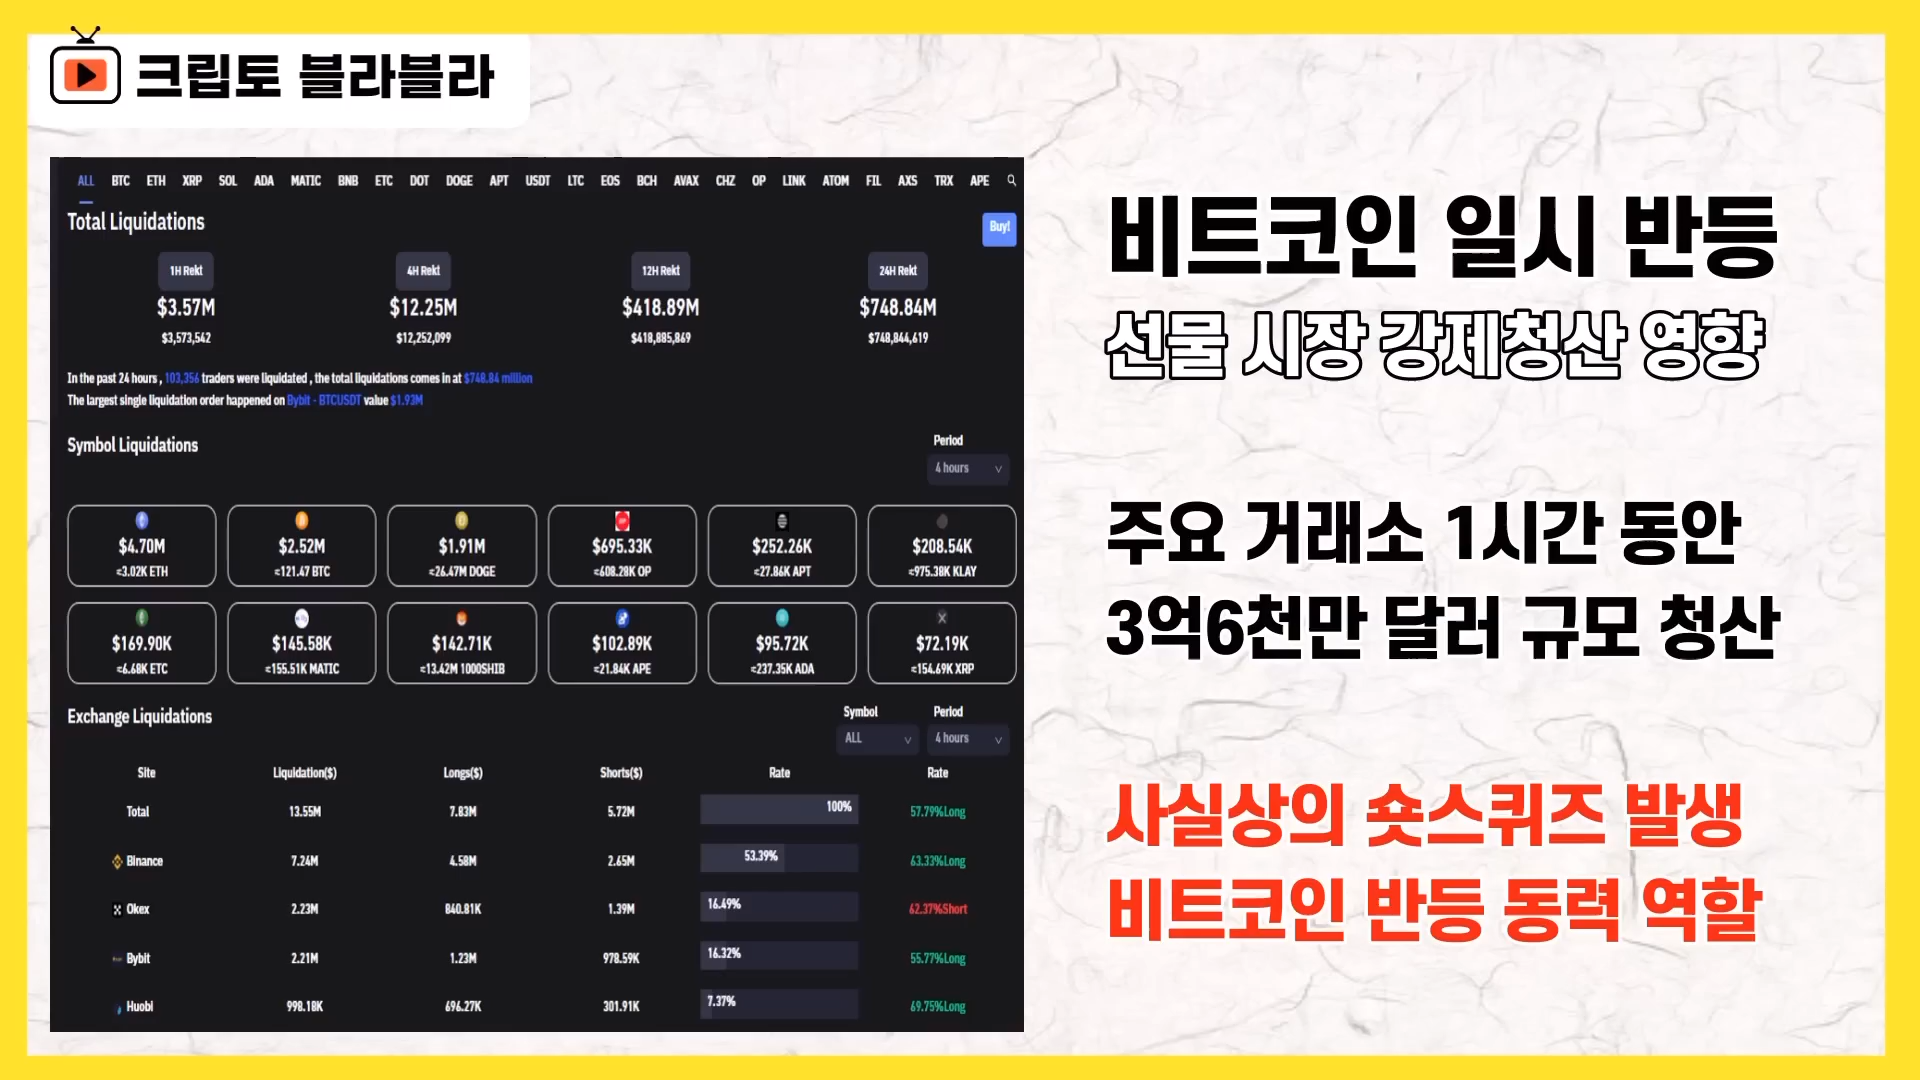 크립토 블라블라
ALL BTC ETH XRP SOL ADA MATIC BNB ETC DOT DOGE APT USDT LTC EOS BCH AVAX CHZ OP LINK ATOM FIL AXS TRX APE
Total Liquidations
Buy!
1H Rekt 4H Rekt 12H Rekt 24H Rekt
$3.57M $12.25M $418.89M $748.84M
$3,573,542 $12,252,099 $418,885,869 $748,844,619
In the past 24 hours , 103,356 traders were liquidated , the total liquidations comes in at $748.84 million
The largest single liquidation order happened on Bybit - BTCUSDT value $1.93M
Symbol Liquidations
Period
4 hours
$4.70M $2.52M $1.91M $695.33K $252.26K $208.54K
≈3.02K ETH ≈121.47 BTC ≈26.47M DOGE ≈608.28K OP ≈27.86K APT ≈975.38K KLAY
$169.90K $145.58K $142.71K $102.89K $95.72K $72.19K
≈6.68K ETC ≈155.51K MATIC ≈13.42M 1000SHIB ≈21.84K APE ≈237.35K ADA ≈154.69K XRP
Exchange Liquidations
Symbol Period
ALL 4 hours
Site Liquidation($) Longs($) Shorts($) Rate Rate
Total 13.55M 7.83M 5.72M 100% 57.79%Long
Binance 7.24M 4.58M 2.65M 53.39% 63.33%Long
Okex 2.23M 840.81K 1.39M 16.49% 62.37%Short
Bybit 2.21M 1.23M 978.59K 16.32% 55.77%Long
Huobi 998.18K 696.27K 301.91K 7.37% 69.75%Long
비트코인 일시 반등
선물 시장 강제청산 영향
주요 거래소 1시간 동안
3억6천만 달러 규모 청산
사실상의 숏스퀴즈 발생
비트코인 반등 동력 역할